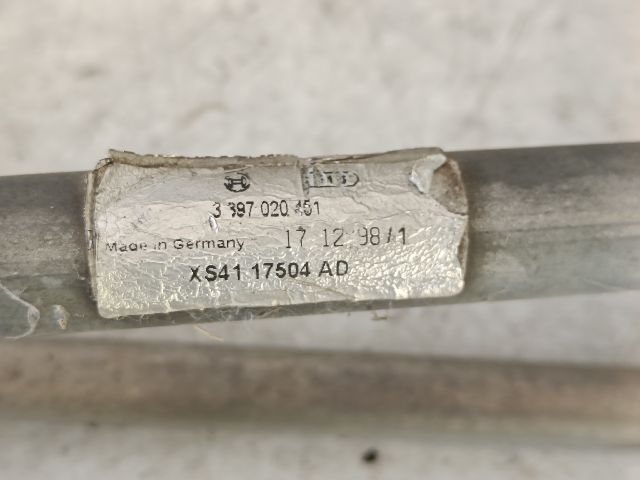 3 397 020 451
Made in Germany 17 12 98/1
XS41 17504 AD